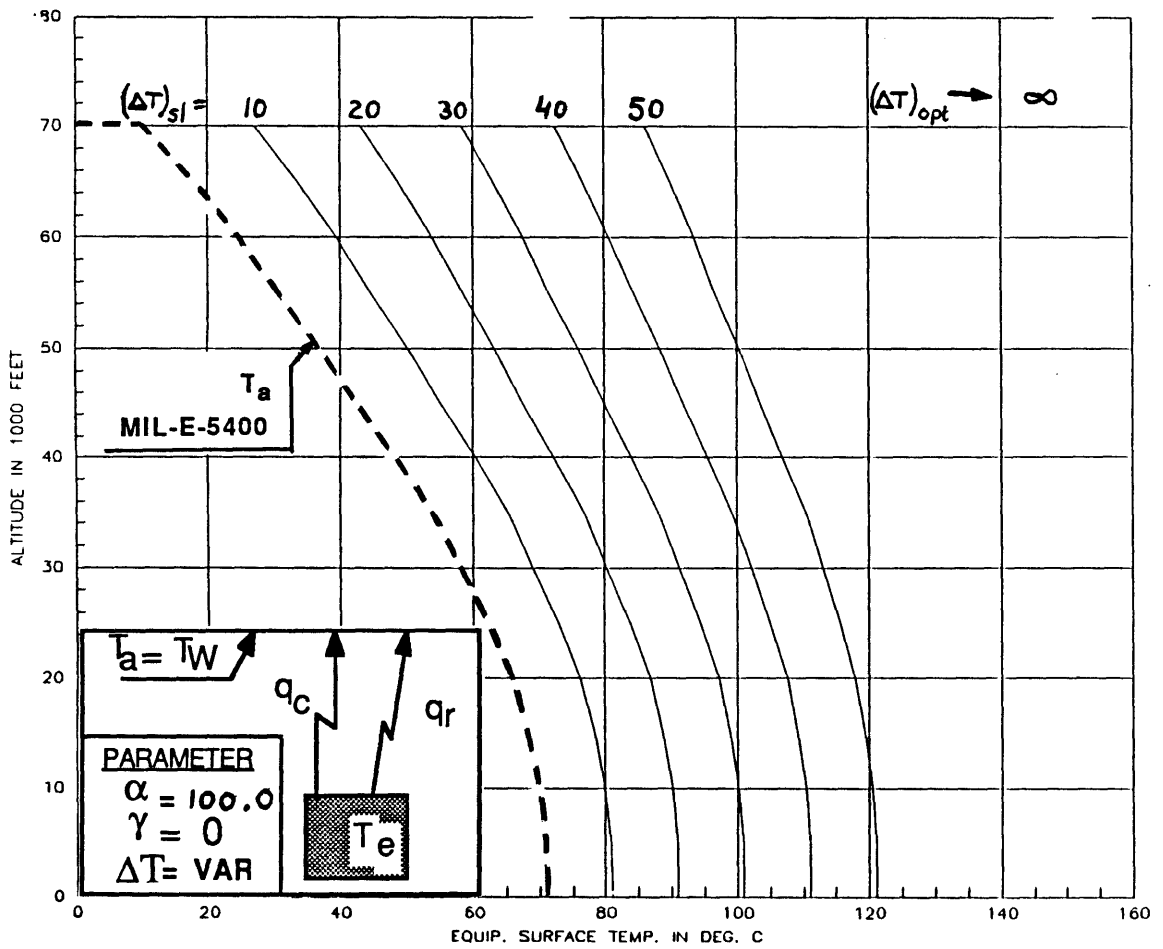 80
(ΔT)sl = 10 20 30 40 50 (ΔT)opt → ∞
70
60
50
40
30
20
10
0
ALTITUDE IN 1000 FEET
Ta
MIL-E-5400
Ta = TW
qc
qr
PARAMETER
α = 100.0
γ = 0
ΔT = VAR
Te
0 20 40 60 80 100 120 140 160
EQUIP. SURFACE TEMP. IN DEG. C